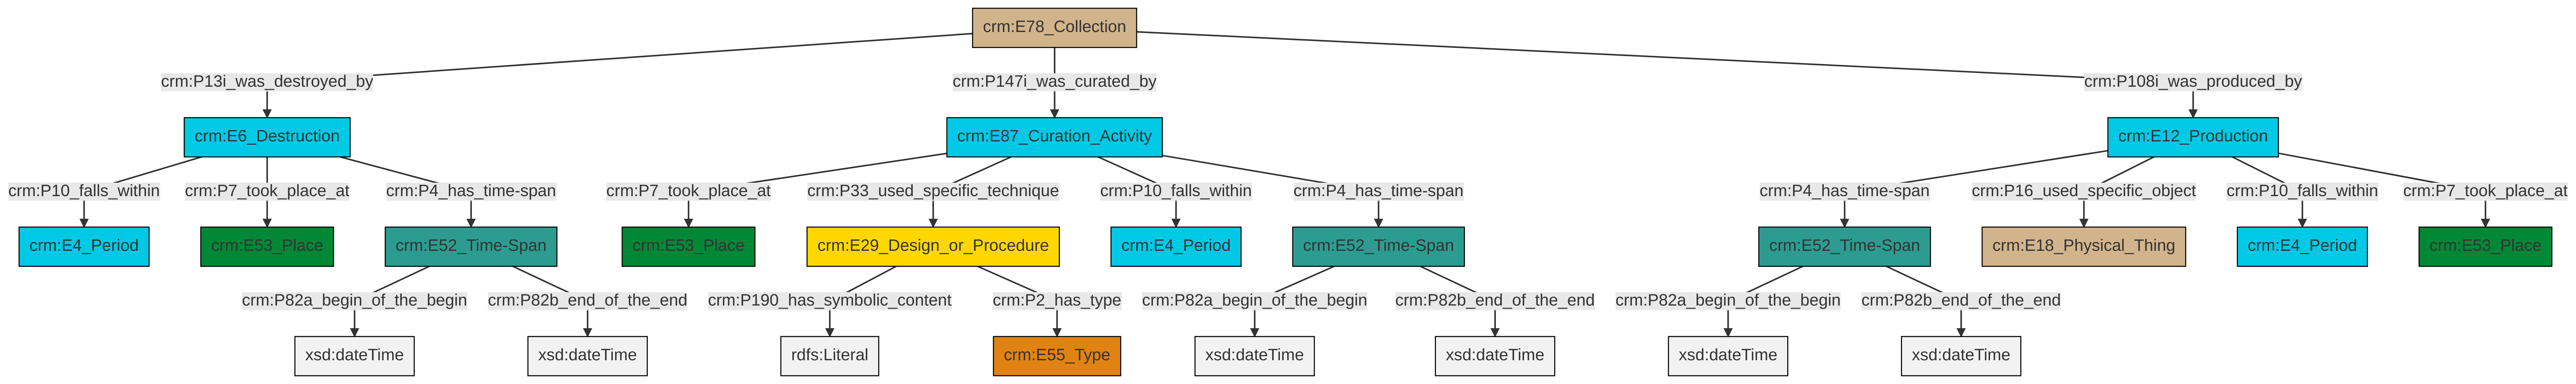 crm:E78_Collection
crm:P13i_was_destroyed_by
crm:P147i_was_curated_by
crm:P108i_was_produced_by
crm:E6_Destruction
crm:E87_Curation_Activity
crm:E12_Production
crm:P10_falls_within
crm:P7_took_place_at
crm:P4_has_time-span
crm:P7_took_place_at
crm:P33_used_specific_technique
crm:P10_falls_within
crm:P4_has_time-span
crm:P4_has_time-span
crm:P16_used_specific_object
crm:P10_falls_within
crm:P7_took_place_at
crm:E4_Period
crm:E53_Place
crm:E52_Time-Span
crm:E53_Place
crm:E29_Design_or_Procedure
crm:E4_Period
crm:E52_Time-Span
crm:E52_Time-Span
crm:E18_Physical_Thing
crm:E4_Period
crm:E53_Place
crm:P82a_begin_of_the_begin
crm:P82b_end_of_the_end
crm:P190_has_symbolic_content
crm:P2_has_type
crm:P82a_begin_of_the_begin
crm:P82b_end_of_the_end
crm:P82a_begin_of_the_begin
crm:P82b_end_of_the_end
xsd:dateTime
xsd:dateTime
rdfs:Literal
crm:E55_Type
xsd:dateTime
xsd:dateTime
xsd:dateTime
xsd:dateTime